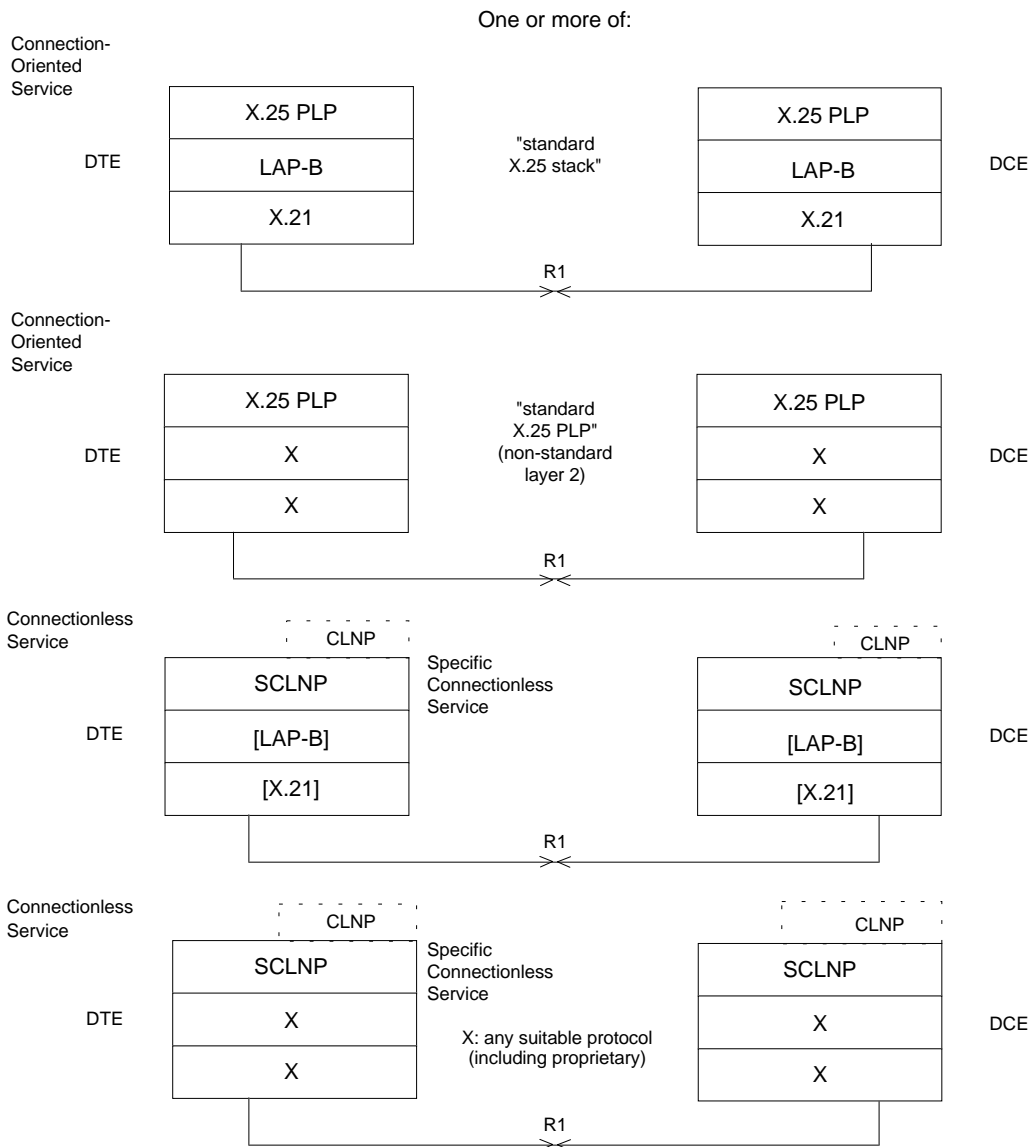 One or more of:
Connection-
Oriented
Service
X.25 PLP
X.25 PLP
"standard
X.25 stack"
DTE
LAP-B
LAP-B
DCE
X.21
X.21
R1
Connection-
Oriented
Service
X.25 PLP
X.25 PLP
"standard
X.25 PLP"
(non-standard
layer 2)
DTE
X
X
DCE
X
X
R1
Connectionless
Service
CLNP
CLNP
SCLNP
Specific
Connectionless
Service
SCLNP
DTE
[LAP-B]
[LAP-B]
DCE
[X.21]
[X.21]
R1
Connectionless
Service
CLNP
CLNP
SCLNP
Specific
Connectionless
Service
SCLNP
DTE
X
X
DCE
X: any suitable protocol
(including proprietary)
X
X
R1